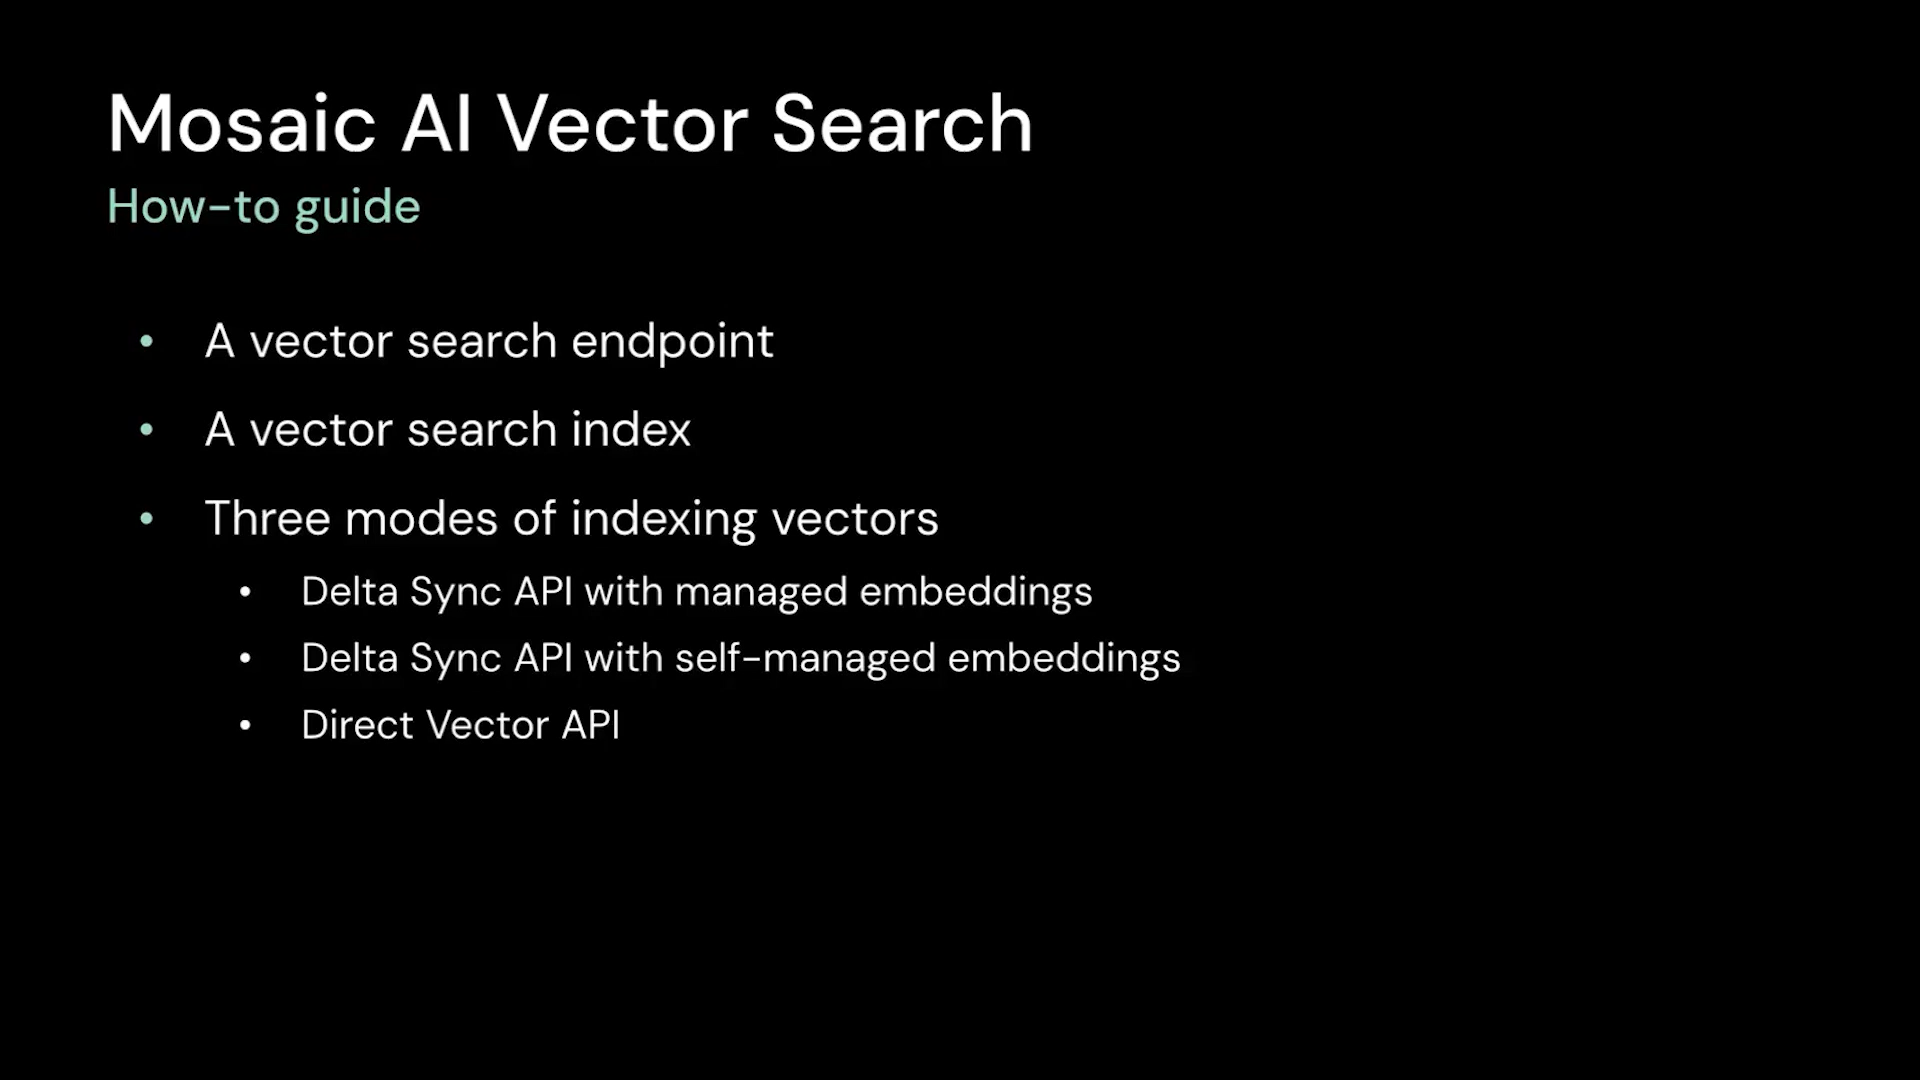 Mosaic AI Vector Search
How-to guide
• A vector search endpoint
• A vector search index
• Three modes of indexing vectors
• Delta Sync API with managed embeddings
• Delta Sync API with self-managed embeddings
• Direct Vector API